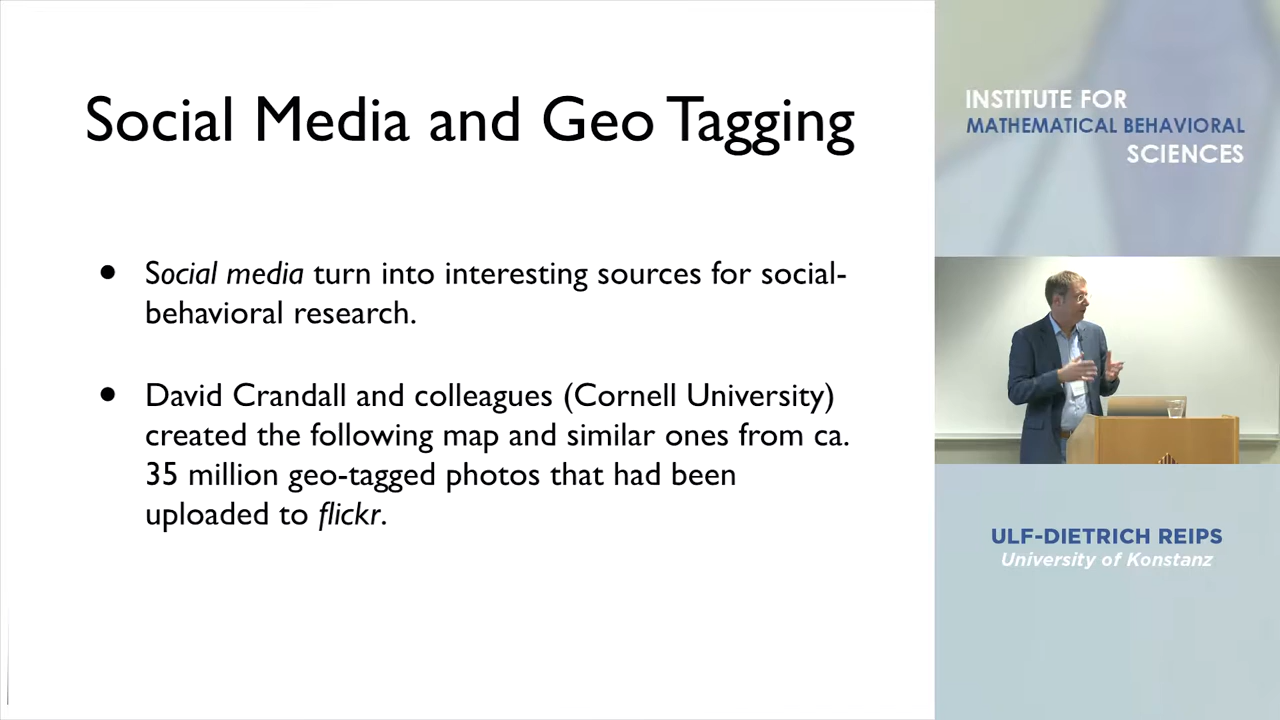 Social Media and Geo Tagging
• Social media turn into interesting sources for social-
behavioral research.
• David Crandall and colleagues (Cornell University)
created the following map and similar ones from ca.
35 million geo-tagged photos that had been
uploaded to flickr.
INSTITUTE FOR
MATHEMATICAL BEHAVIORAL
SCIENCES
ULF-DIETRICH REIPS
University of Konstanz